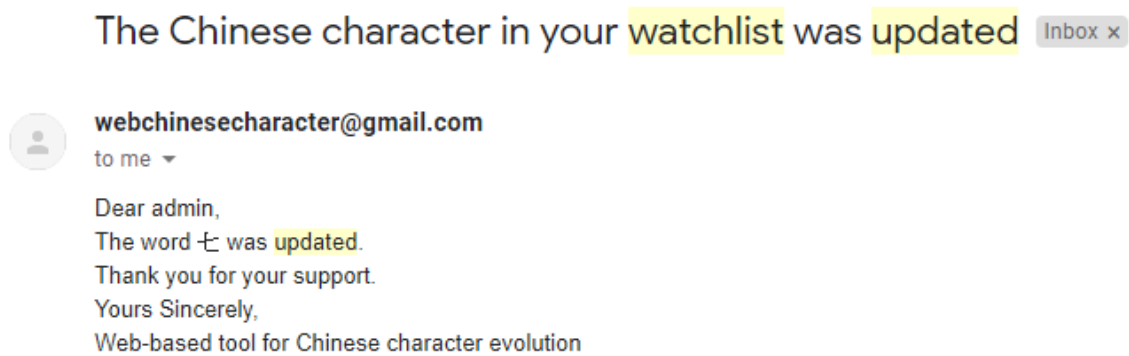 The Chinese character in your watchlist was updated Inbox ×
webchinesecharacter@gmail.com
to me
Dear admin,
The word 七 was updated.
Thank you for your support.
Yours Sincerely,
Web-based tool for Chinese character evolution